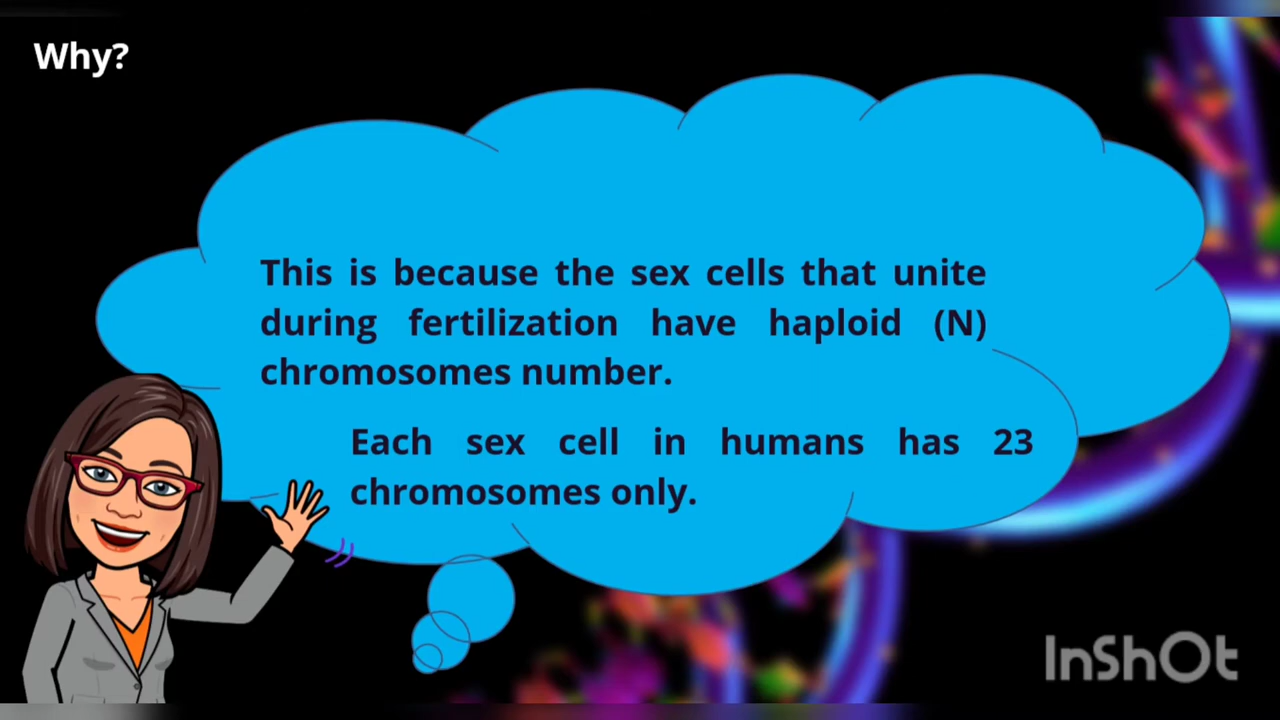 Why?
This is because the sex cells that unite
during fertilization have haploid (N)
chromosomes number.
Each sex cell in humans has 23
chromosomes only.
InShOt